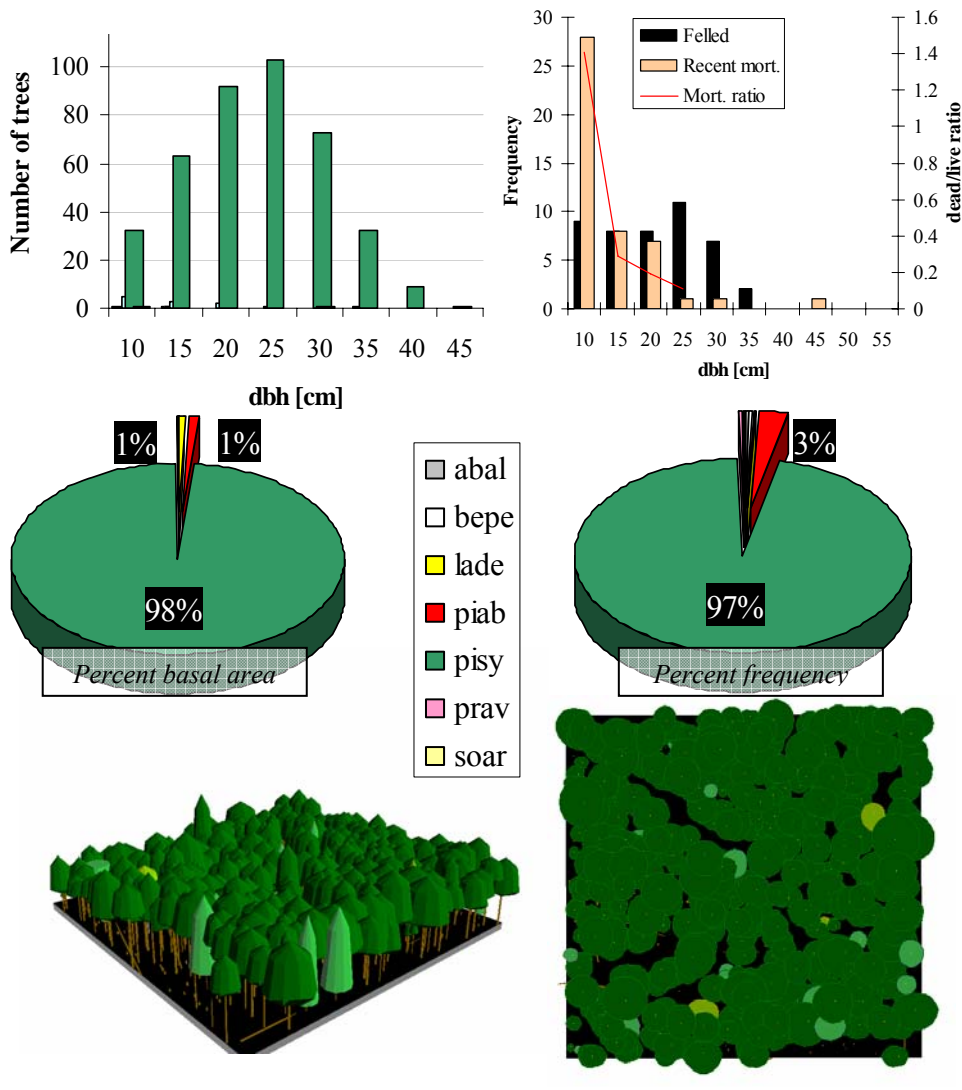 Number of trees
100
80
60
40
20
0
10 15 20 25 30 35 40 45
dbh [cm]
Frequency
30
25
20
15
10
5
0
Felled
Recent mort.
Mort. ratio
1.6
1.4
1.2
1
0.8
0.6
0.4
0.2
0
dead/live ratio
10 15 20 25 30 35 40 45 50 55
dbh [cm]
1% 1%
98%
Percent basal area
abal
bepe
lade
piab
pisy
prav
soar
3%
97%
Percent frequency